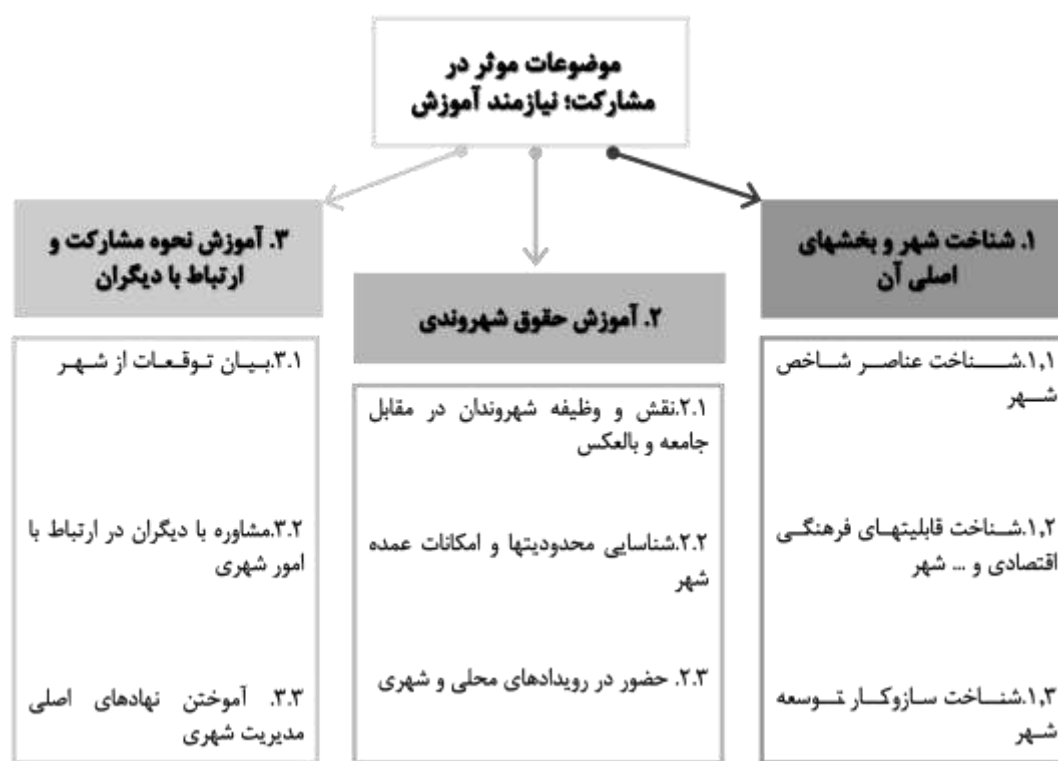 موضوعات موثر در
مشارکت؛ نیازمند آموزش
۱. شناخت شهر و بخشهای
اصلی آن
۱,۱.شناخت عناصر شاخص
شهر
۱,۲.شناخت قابلیتهای فرهنگی
اقتصادی و ... شهر
۱,۳.شناخت سازوکار توسعه
شهر
۲. آموزش حقوق شهروندی
۲.۱.نقش و وظیفه شهروندان در مقابل
جامعه و بالعکس
۲.۲.شناسایی محدودیتها و امکانات عمده
شهر
۲.۳. حضور در رویدادهای محلی و شهری
۳. آموزش نحوه مشارکت و
ارتباط با دیگران
۳.۱.بیان توقعات از شهر
۳.۲.مشاوره با دیگران در ارتباط با
امور شهری
۳.۳. آموختن نهادهای اصلی
مدیریت شهری